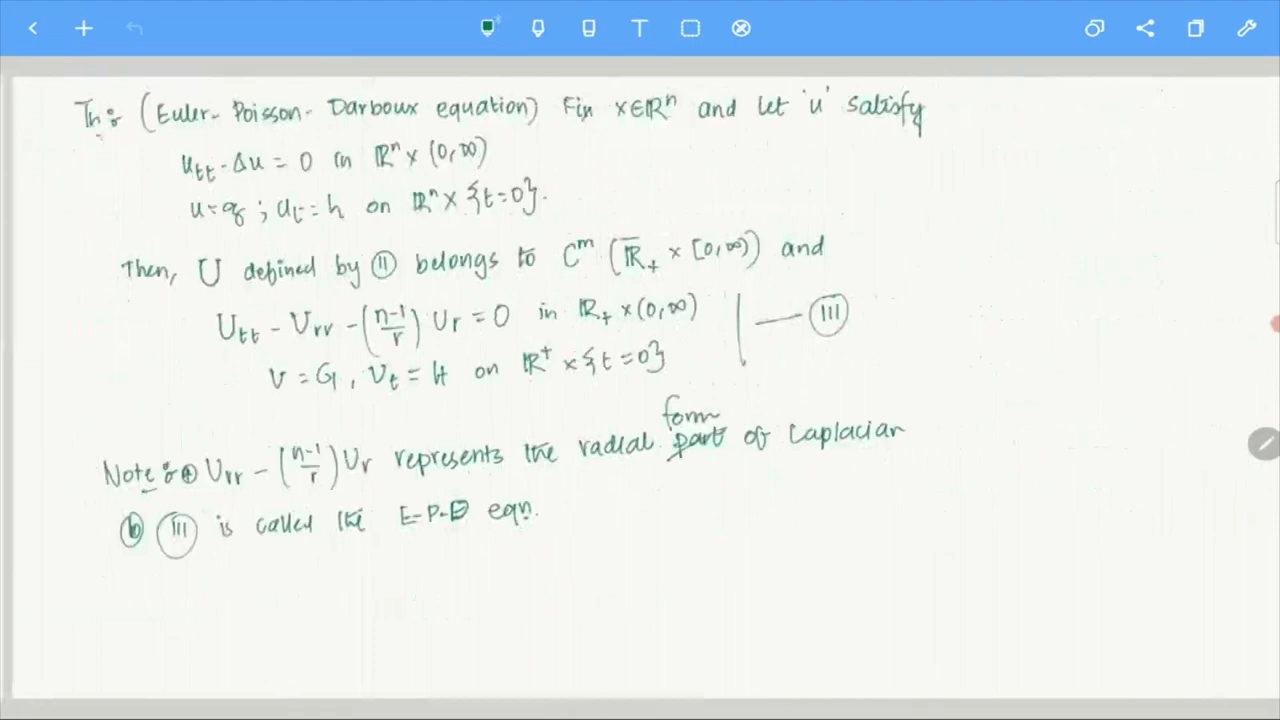 Th: (Euler-Poisson-Darboux equation) Fix x∈ℝⁿ and let 'u' satisfy
u_tt - Δu = 0 in ℝⁿ × (0,∞)
u = g ; u_t = h on ℝⁿ × {t=0}.
Then, U defined by (II) belongs to C^m (ℝ̅₊ × [0,∞)) and
U_tt - U_rr - (n-1/r) U_r = 0 in ℝ₊ × (0,∞)
U = G, U_t = H on ℝ⁺ × {t=0}
— (III)
form
Note: (a) U_rr - (n-1/r) U_r represents the radial part of Laplacian
(b) (III) is called the E-P-D eqn.